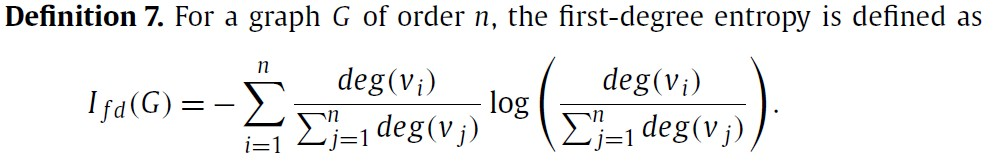 Definition 7. For a graph G of order n, the first-degree entropy is defined as
I_{fd}(G) = -\sum_{i=1}^{n} \frac{deg(v_i)}{\sum_{j=1}^{n} deg(v_j)} \log \left( \frac{deg(v_i)}{\sum_{j=1}^{n} deg(v_j)} \right).